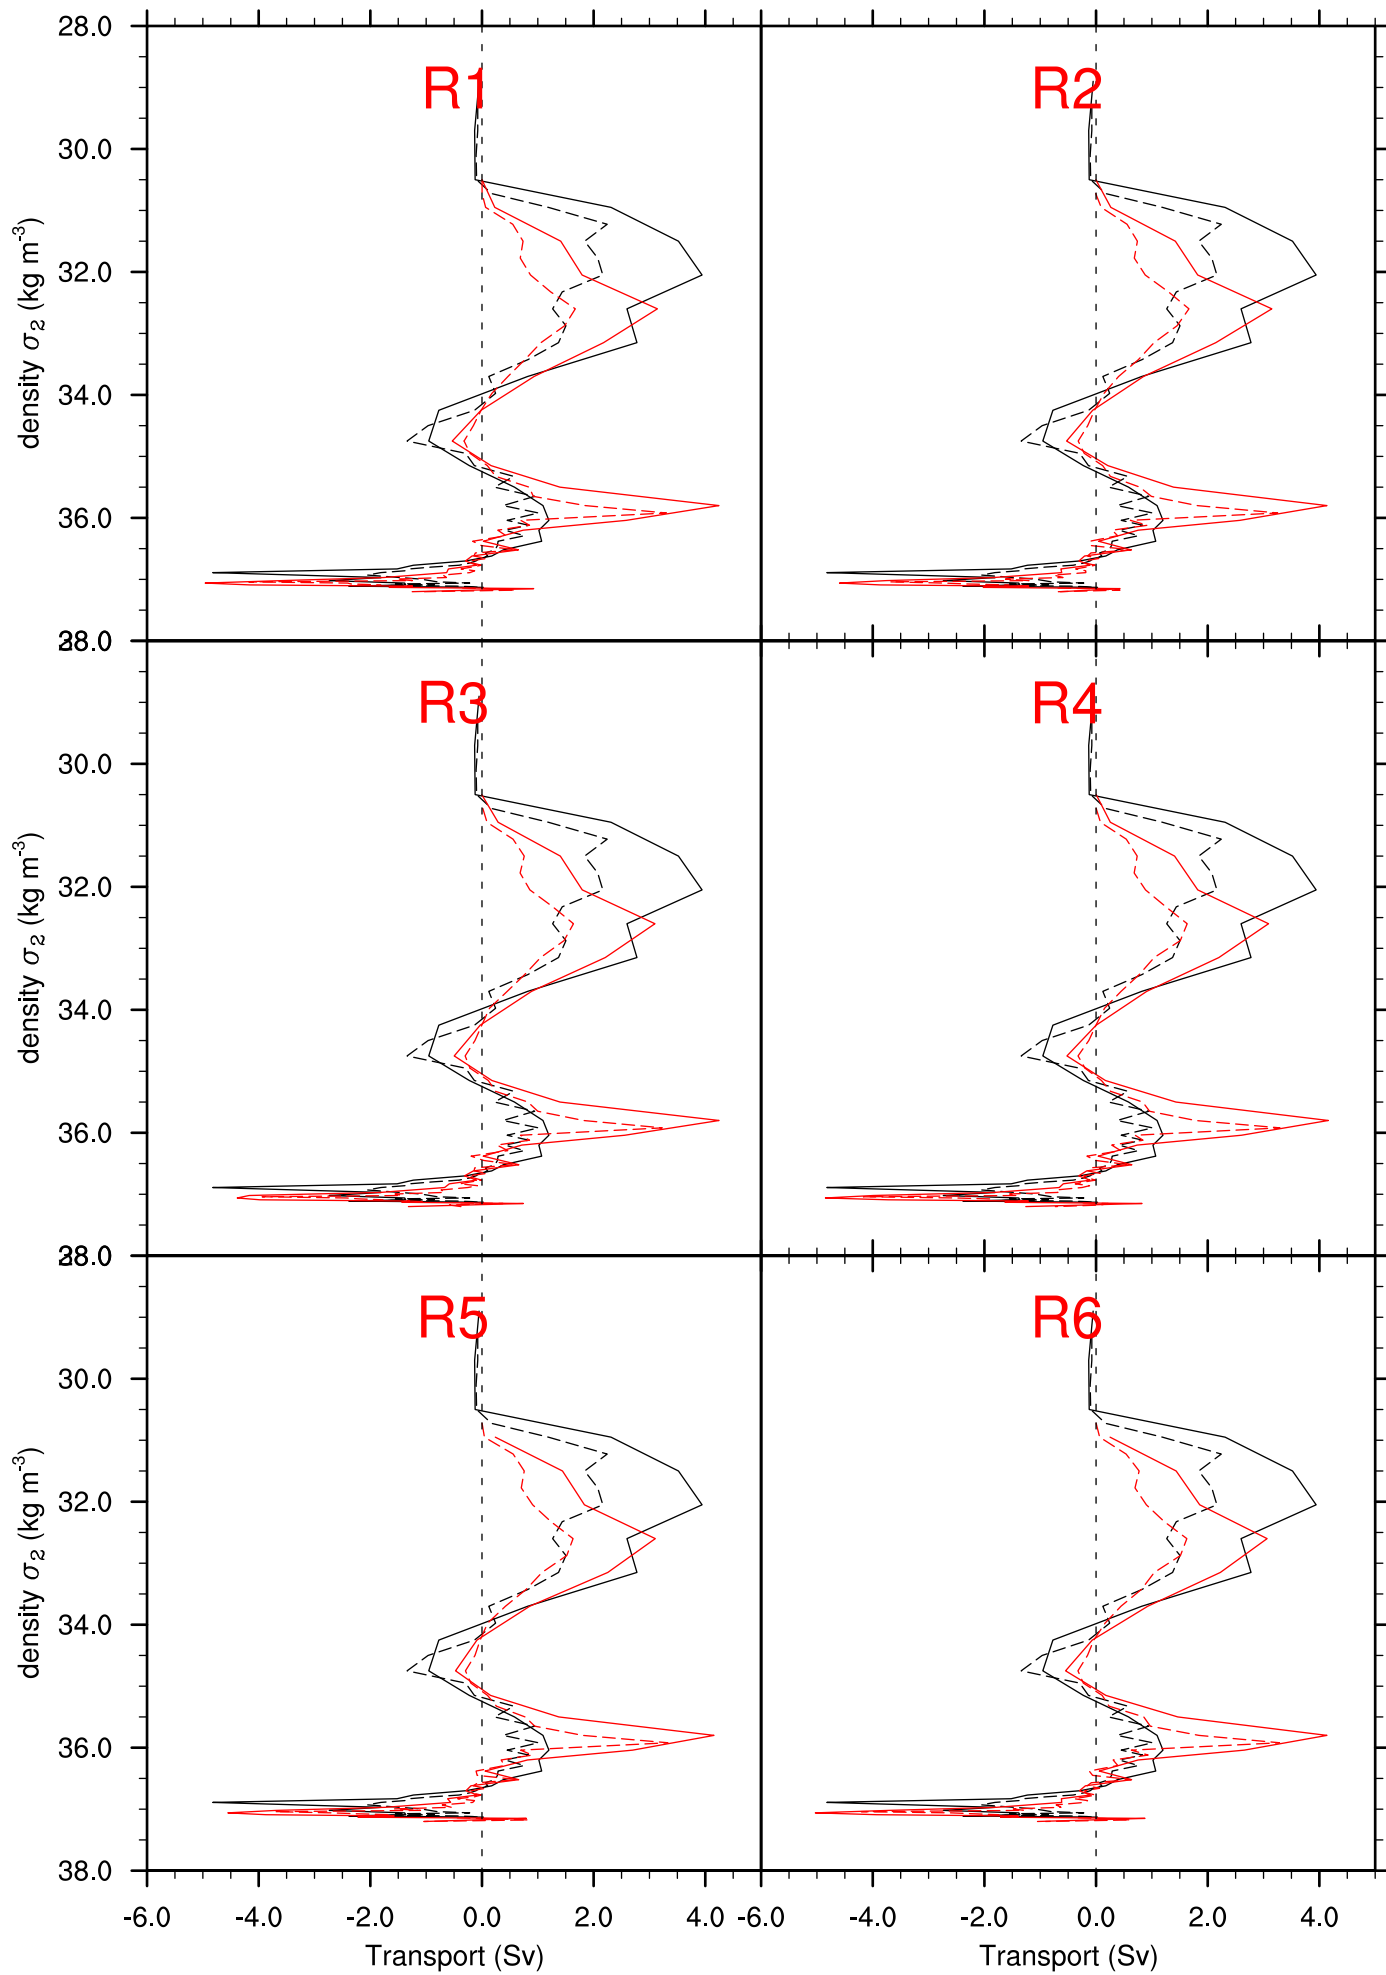 28.0
R1
R2
30.0
32.0
34.0
36.0
density σ2 (kg m-3)
28.0
R3
R4
30.0
32.0
34.0
36.0
density σ2 (kg m-3)
28.0
R5
R6
30.0
32.0
34.0
36.0
38.0
density σ2 (kg m-3)
-6.0 -4.0 -2.0 0.0 2.0 4.0 -6.0 -4.0 -2.0 0.0 2.0 4.0
Transport (Sv) Transport (Sv)